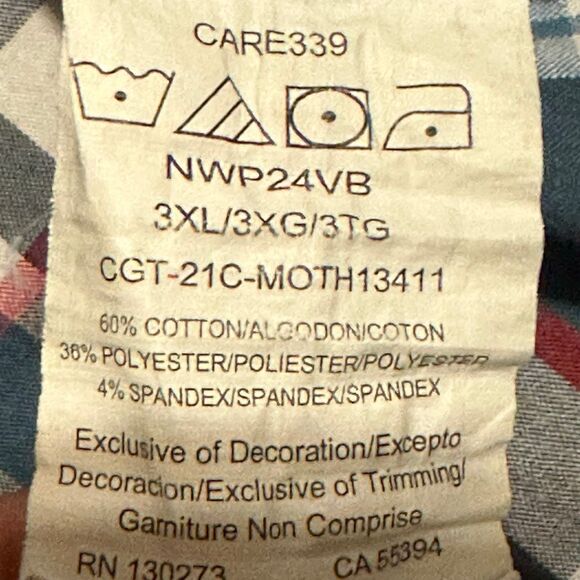 CARE339
NWP24VB
3XL/3XG/3TG
CGT-21C-MOTH13411
60% COTTON/ALGODON/COTON
36% POLYESTER/POLIESTER/POLYESTER
4% SPANDEX/SPANDEX/SPANDEX
Exclusive of Decoration/Excepto
Decoracion/Exclusive of Trimming/
Garniture Non Comprise
RN 130273 CA 55394